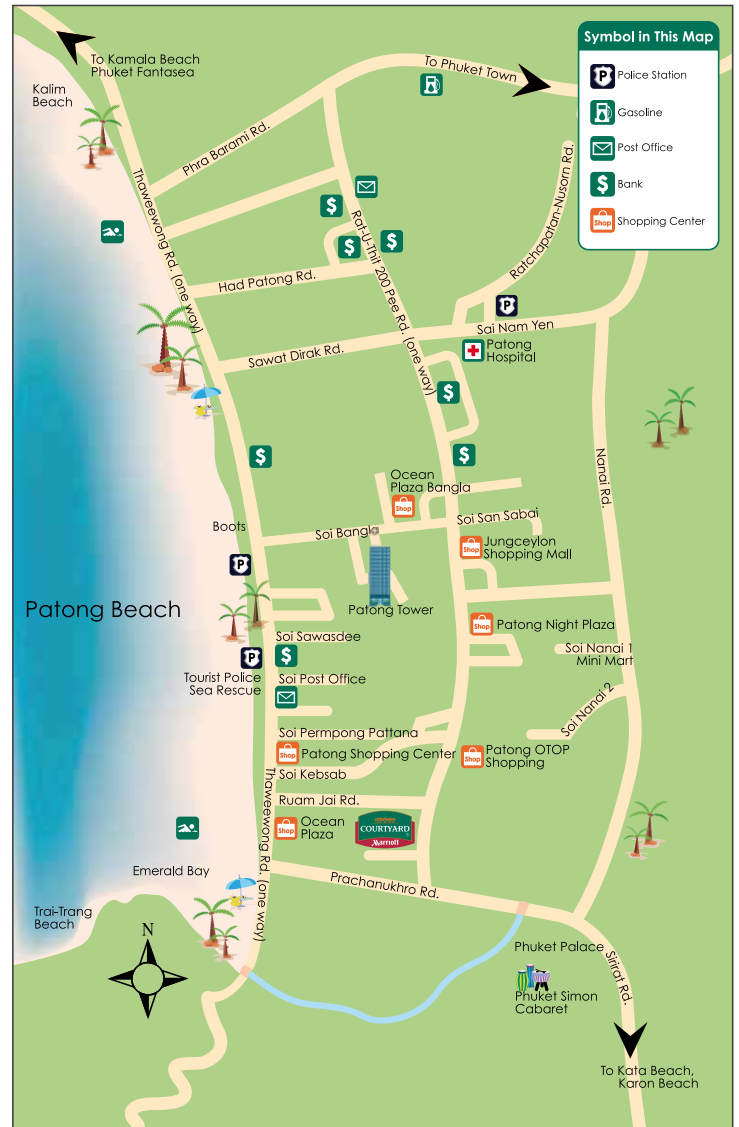 Symbol in This Map
Police Station
Gasoline
Post Office
Bank
Shop
Shopping Center
To Kamala Beach
Phuket Fantasea
To Phuket Town
Kalim
Beach
Phra Barami Rd.
Thaweewong Rd. (one way)
Rat-U-Thit 200 Pee Rd. (one way)
Ratchapatan-Nusorn Rd.
Had Patong Rd.
Sai Nam Yen
Patong
Hospital
Sawat Dirak Rd.
Nanai Rd.
Ocean
Plaza Bangla
Shop
Boots
Soi Bangla
Soi San Sabai
Shop
Jungceylon
Shopping Mall
Patong Beach
Patong Tower
Shop
Patong Night Plaza
Soi Sawasdee
Soi Nanai 1
Mini Mart
Tourist Police
Sea Rescue
Soi Post Office
Soi Nanai 2
Soi Permpong Pattana
Shop
Patong Shopping Center
Shop
Patong OTOP
Shopping
Soi Kebsab
Ruam Jai Rd.
Shop
Ocean
Plaza
COURTYARD
Marriott
Thaweewong Rd. (one way)
Emerald Bay
Prachanukhro Rd.
Trai-Trang
Beach
N
Phuket Palace
Sirirat Rd.
Phuket Simon
Cabaret
To Kata Beach,
Karon Beach